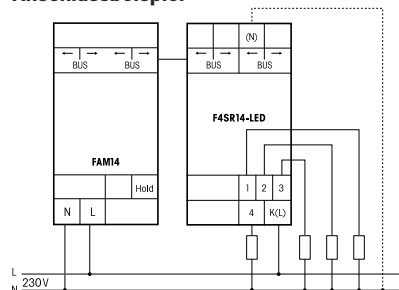 Anschlussbeispiel
(N)
← → ← →
BUS BUS
← → ← →
BUS BUS
F4SR14-LED
FAM14
Hold
1 2 3
N L
4 K(L)
L
230V
N